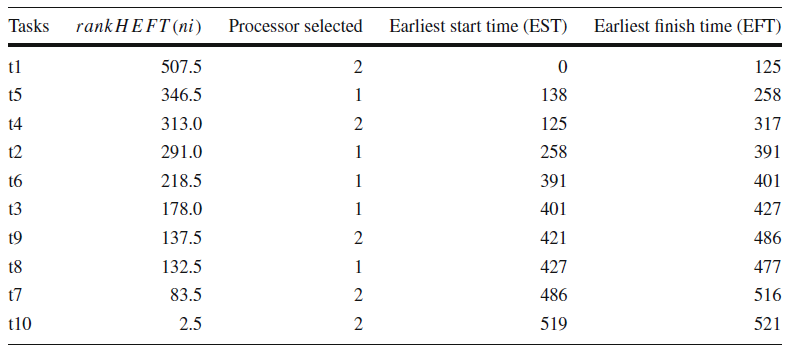 Tasks rankHEFT(ni) Processor selected Earliest start time (EST) Earliest finish time (EFT)
t1 507.5 2 0 125
t5 346.5 1 138 258
t4 313.0 2 125 317
t2 291.0 1 258 391
t6 218.5 1 391 401
t3 178.0 1 401 427
t9 137.5 2 421 486
t8 132.5 1 427 477
t7 83.5 2 486 516
t10 2.5 2 519 521